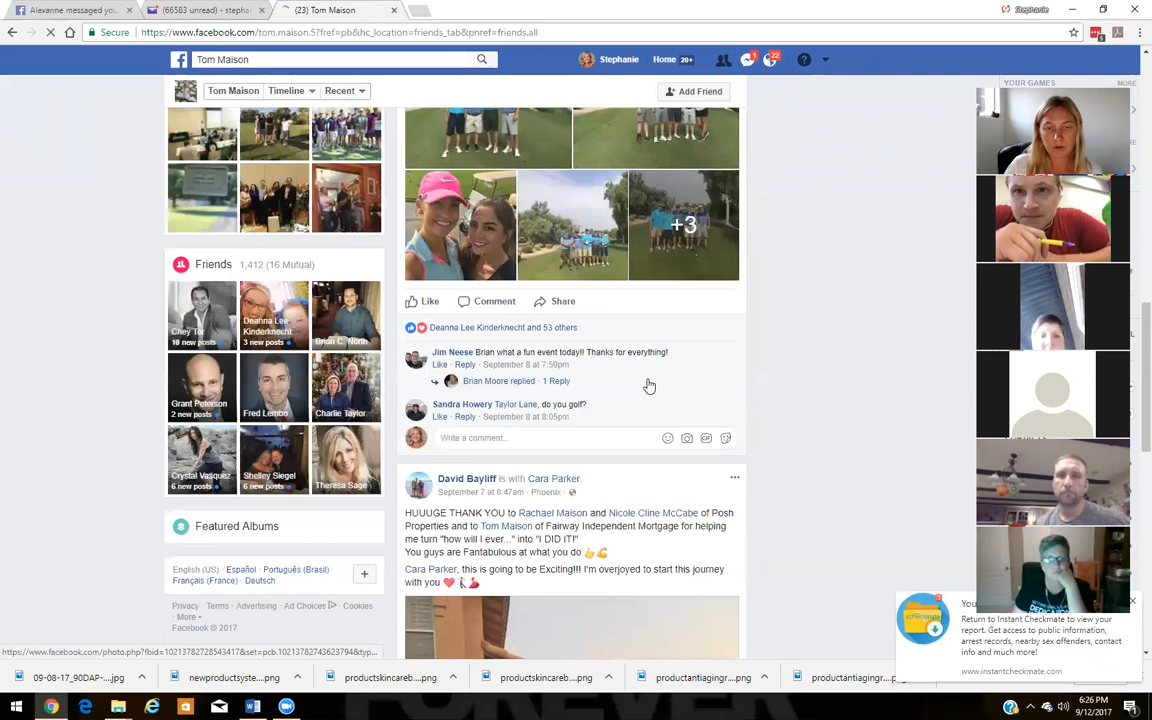 Alexanne messaged you
(66583 unread) - stepha
(23) Tom Maison
Stephanie
Secure
https://www.facebook.com/tom.maison.5?fref=pb&hc_location=friends_tab&pnref=friends.all
Tom Maison
Stephanie
Home 20+
1
22
YOUR GAMES
MORE
Tom Maison
Timeline
Recent
Add Friend
+3
Friends 1,412 (16 Mutual)
Chey Tor
10 new posts
Deanna Lee
Kinderknecht
3 new posts
Brian C. North
Grant Peterson
2 new posts
Fred Lembo
Charlie Taylor
Crystal Vasquez
6 new posts
Shelley Siegel
6 new posts
Theresa Sage
Featured Albums
English (US) · Español · Português (Brasil) ·
Français (France) · Deutsch
Privacy · Terms · Advertising · Ad Choices · Cookies ·
More
Facebook © 2017
Like
Comment
Share
Deanna Lee Kinderknecht and 53 others
Jim Neese Brian what a fun event today!! Thanks for everything!
Like · Reply · September 8 at 7:59pm
Brian Moore replied · 1 Reply
Sandra Howery Taylor Lane, do you golf?
Like · Reply · September 8 at 8:05pm
Write a comment...
David Bayliff is with Cara Parker.
September 7 at 8:47am · Phoenix ·
HUUUGE THANK YOU to Rachael Maison and Nicole Cline McCabe of Posh
Properties and to Tom Maison of Fairway Independent Mortgage for helping
me turn "how will I ever..." into "I DID IT!"
You guys are Fantabulous at what you do 👍💪
Cara Parker, this is going to be Exciting!!! I'm overjoyed to start this journey
with you ❤️💃
You
Return to Instant Checkmate to view your
report. Get access to public information,
arrest records, nearby sex offenders, contact
info and much more!
www.instantcheckmate.com
https://www.facebook.com/photo.php?fbid=10213782728543417&set=pcb.10213782743623794&typ...
09-08-17_90DAP-....jpg
newproductsyste....png
productskincareb....png
productskincareb....png
productantiagingr....png
productantiagingr....png
6:26 PM
9/12/2017